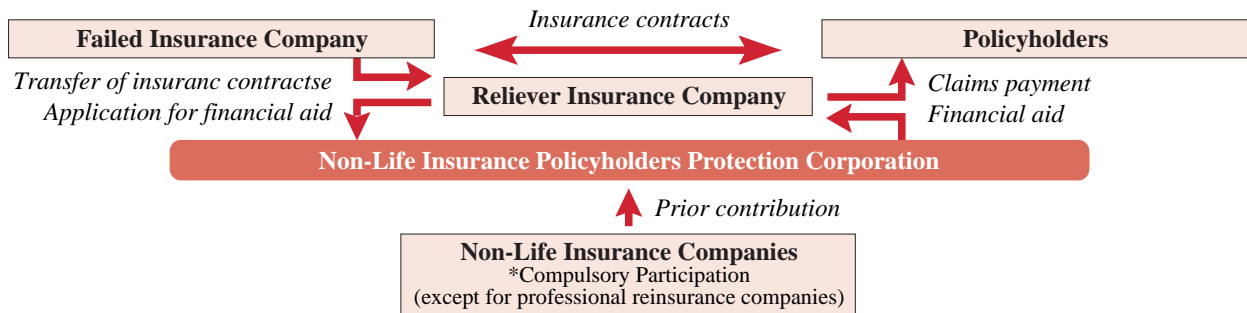 Insurance contracts
Failed Insurance Company
Policyholders
Transfer of insuranc contractse
Application for financial aid
Reliever Insurance Company
Claims payment
Financial aid
Non-Life Insurance Policyholders Protection Corporation
Prior contribution
Non-Life Insurance Companies
*Compulsory Participation
(except for professional reinsurance companies)